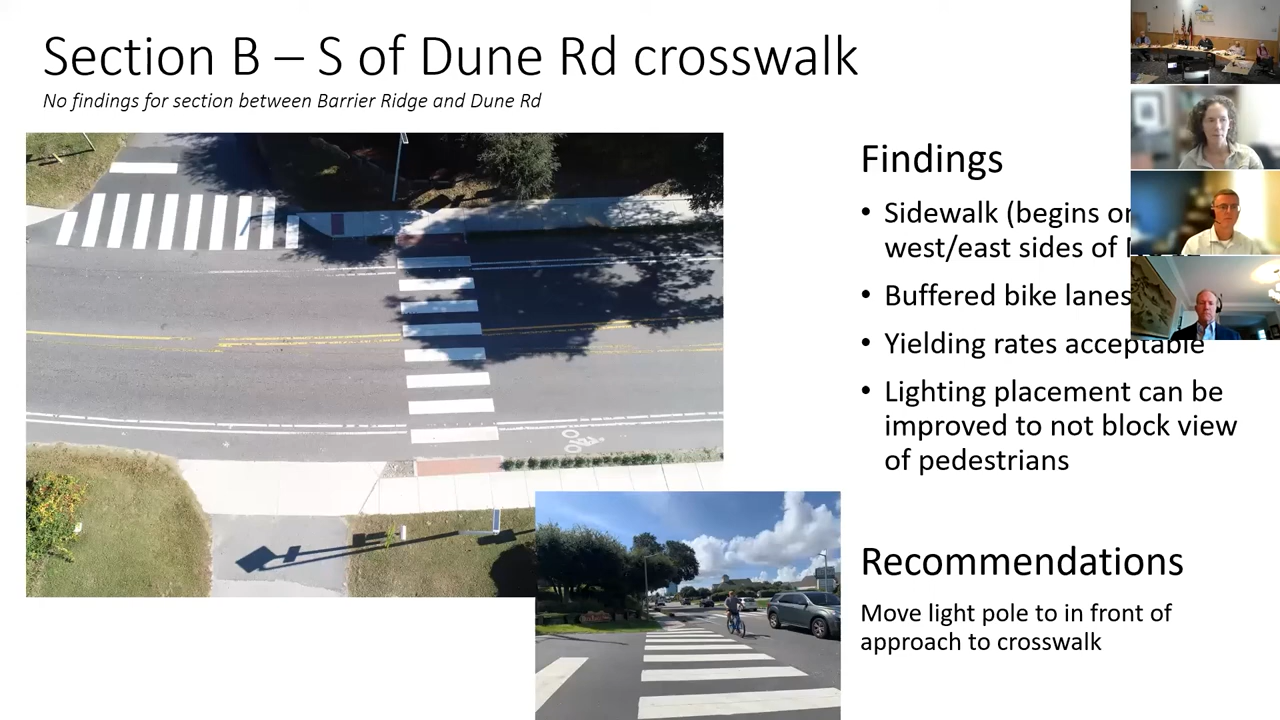 Section B – S of Dune Rd crosswalk
No findings for section between Barrier Ridge and Dune Rd
Findings
• Sidewalk (begins on
west/east sides of
• Buffered bike lanes
• Yielding rates acceptable
• Lighting placement can be
improved to not block view
of pedestrians
Recommendations
Move light pole to in front of
approach to crosswalk